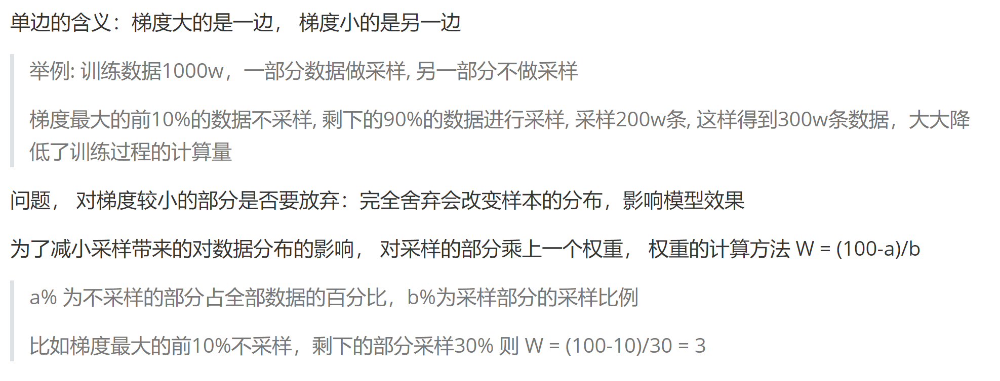 单边的含义：梯度大的是一边， 梯度小的是另一边
举例: 训练数据1000w，一部分数据做采样, 另一部分不做采样
梯度最大的前10%的数据不采样, 剩下的90%的数据进行采样, 采样200w条, 这样得到300w条数据，大大降
低了训练过程的计算量
问题， 对梯度较小的部分是否要放弃：完全舍弃会改变样本的分布，影响模型效果
为了减小采样带来的对数据分布的影响， 对采样的部分乘上一个权重， 权重的计算方法 W = (100-a)/b
a% 为不采样的部分占全部数据的百分比，b%为采样部分的采样比例
比如梯度最大的前10%不采样，剩下的部分采样30% 则 W = (100-10)/30 = 3